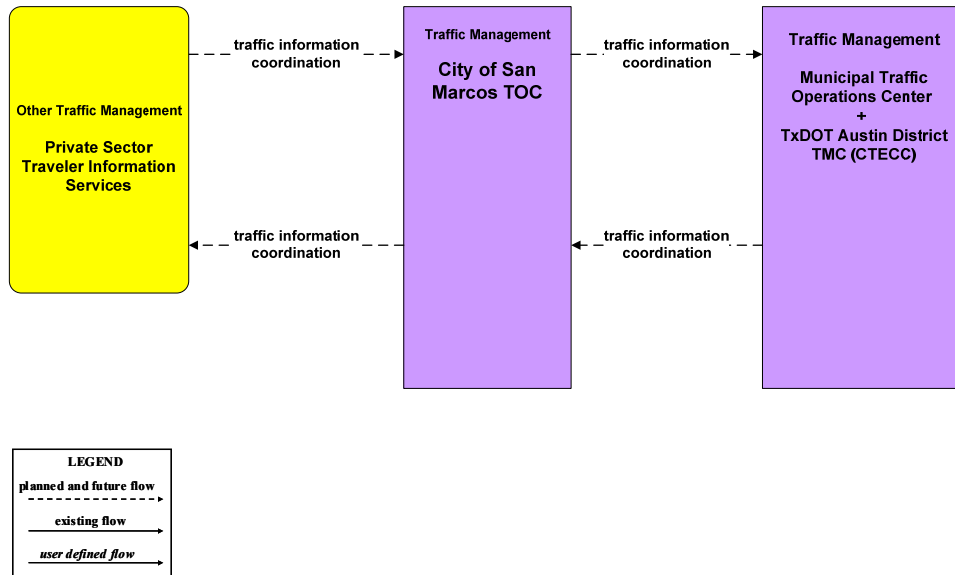 Other Traffic Management
Private Sector
Traveler Information
Services
traffic information
coordination
traffic information
coordination
Traffic Management
City of San
Marcos TOC
traffic information
coordination
traffic information
coordination
Traffic Management
Municipal Traffic
Operations Center
+
TxDOT Austin District
TMC (CTECC)
LEGEND
planned and future flow
existing flow
user defined flow